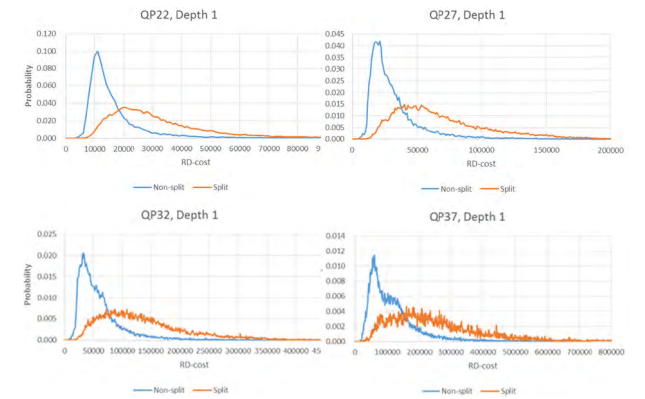 QP22, Depth 1
0.120
0.100
0.080
0.060
0.040
0.020
0.000
Probability
0 10000 20000 30000 40000 50000 60000 70000 80000 9
RD-cost
Non-split Split
QP27, Depth 1
0.045
0.040
0.035
0.030
0.025
0.020
0.015
0.010
0.005
0.000
0 50000 100000 150000 200000
RD-cost
Non-split Split
QP32, Depth 1
0.025
0.020
0.015
0.010
0.005
0.000
Probability
0 50000 100000 150000 200000 250000 300000 350000 400000 45
RD-cost
Non-split Split
QP37, Depth 1
0.014
0.012
0.010
0.008
0.006
0.004
0.002
0.000
0 100000 200000 300000 400000 500000 600000 700000 800000
RD-cost
Non-split Split